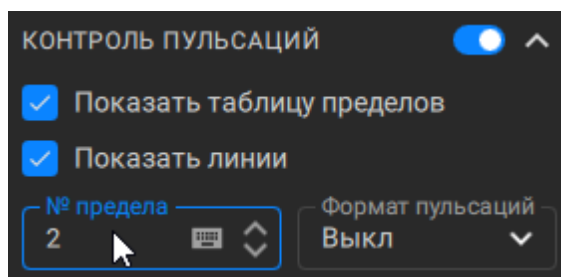 КОНТРОЛЬ ПУЛЬСАЦИЙ
Показать таблицу пределов
Показать линии
№ предела
Формат пульсаций
2
Выкл